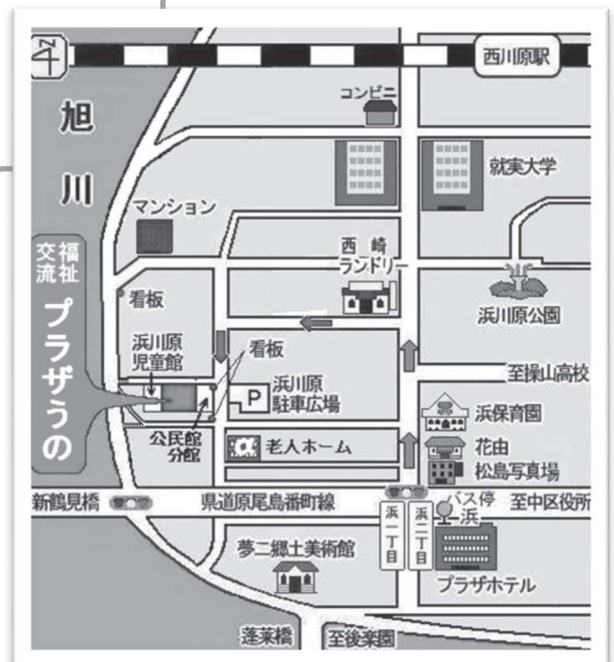 N
西川原駅
旭川
コンビニ
就実大学
マンション
西崎
ランドリー
看板
浜川原公園
福祉
交流
プラザうの
浜川原
児童館
看板
至操山高校
P
浜川原
駐車広場
浜保育園
公民館
分館
老人ホーム
花由
松島写真場
新鶴見橋
県道原尾島番町線
バス停
浜
至中区役所
浜一丁目
浜二丁目
夢二郷土美術館
プラザホテル
蓬莱橋
至後楽園